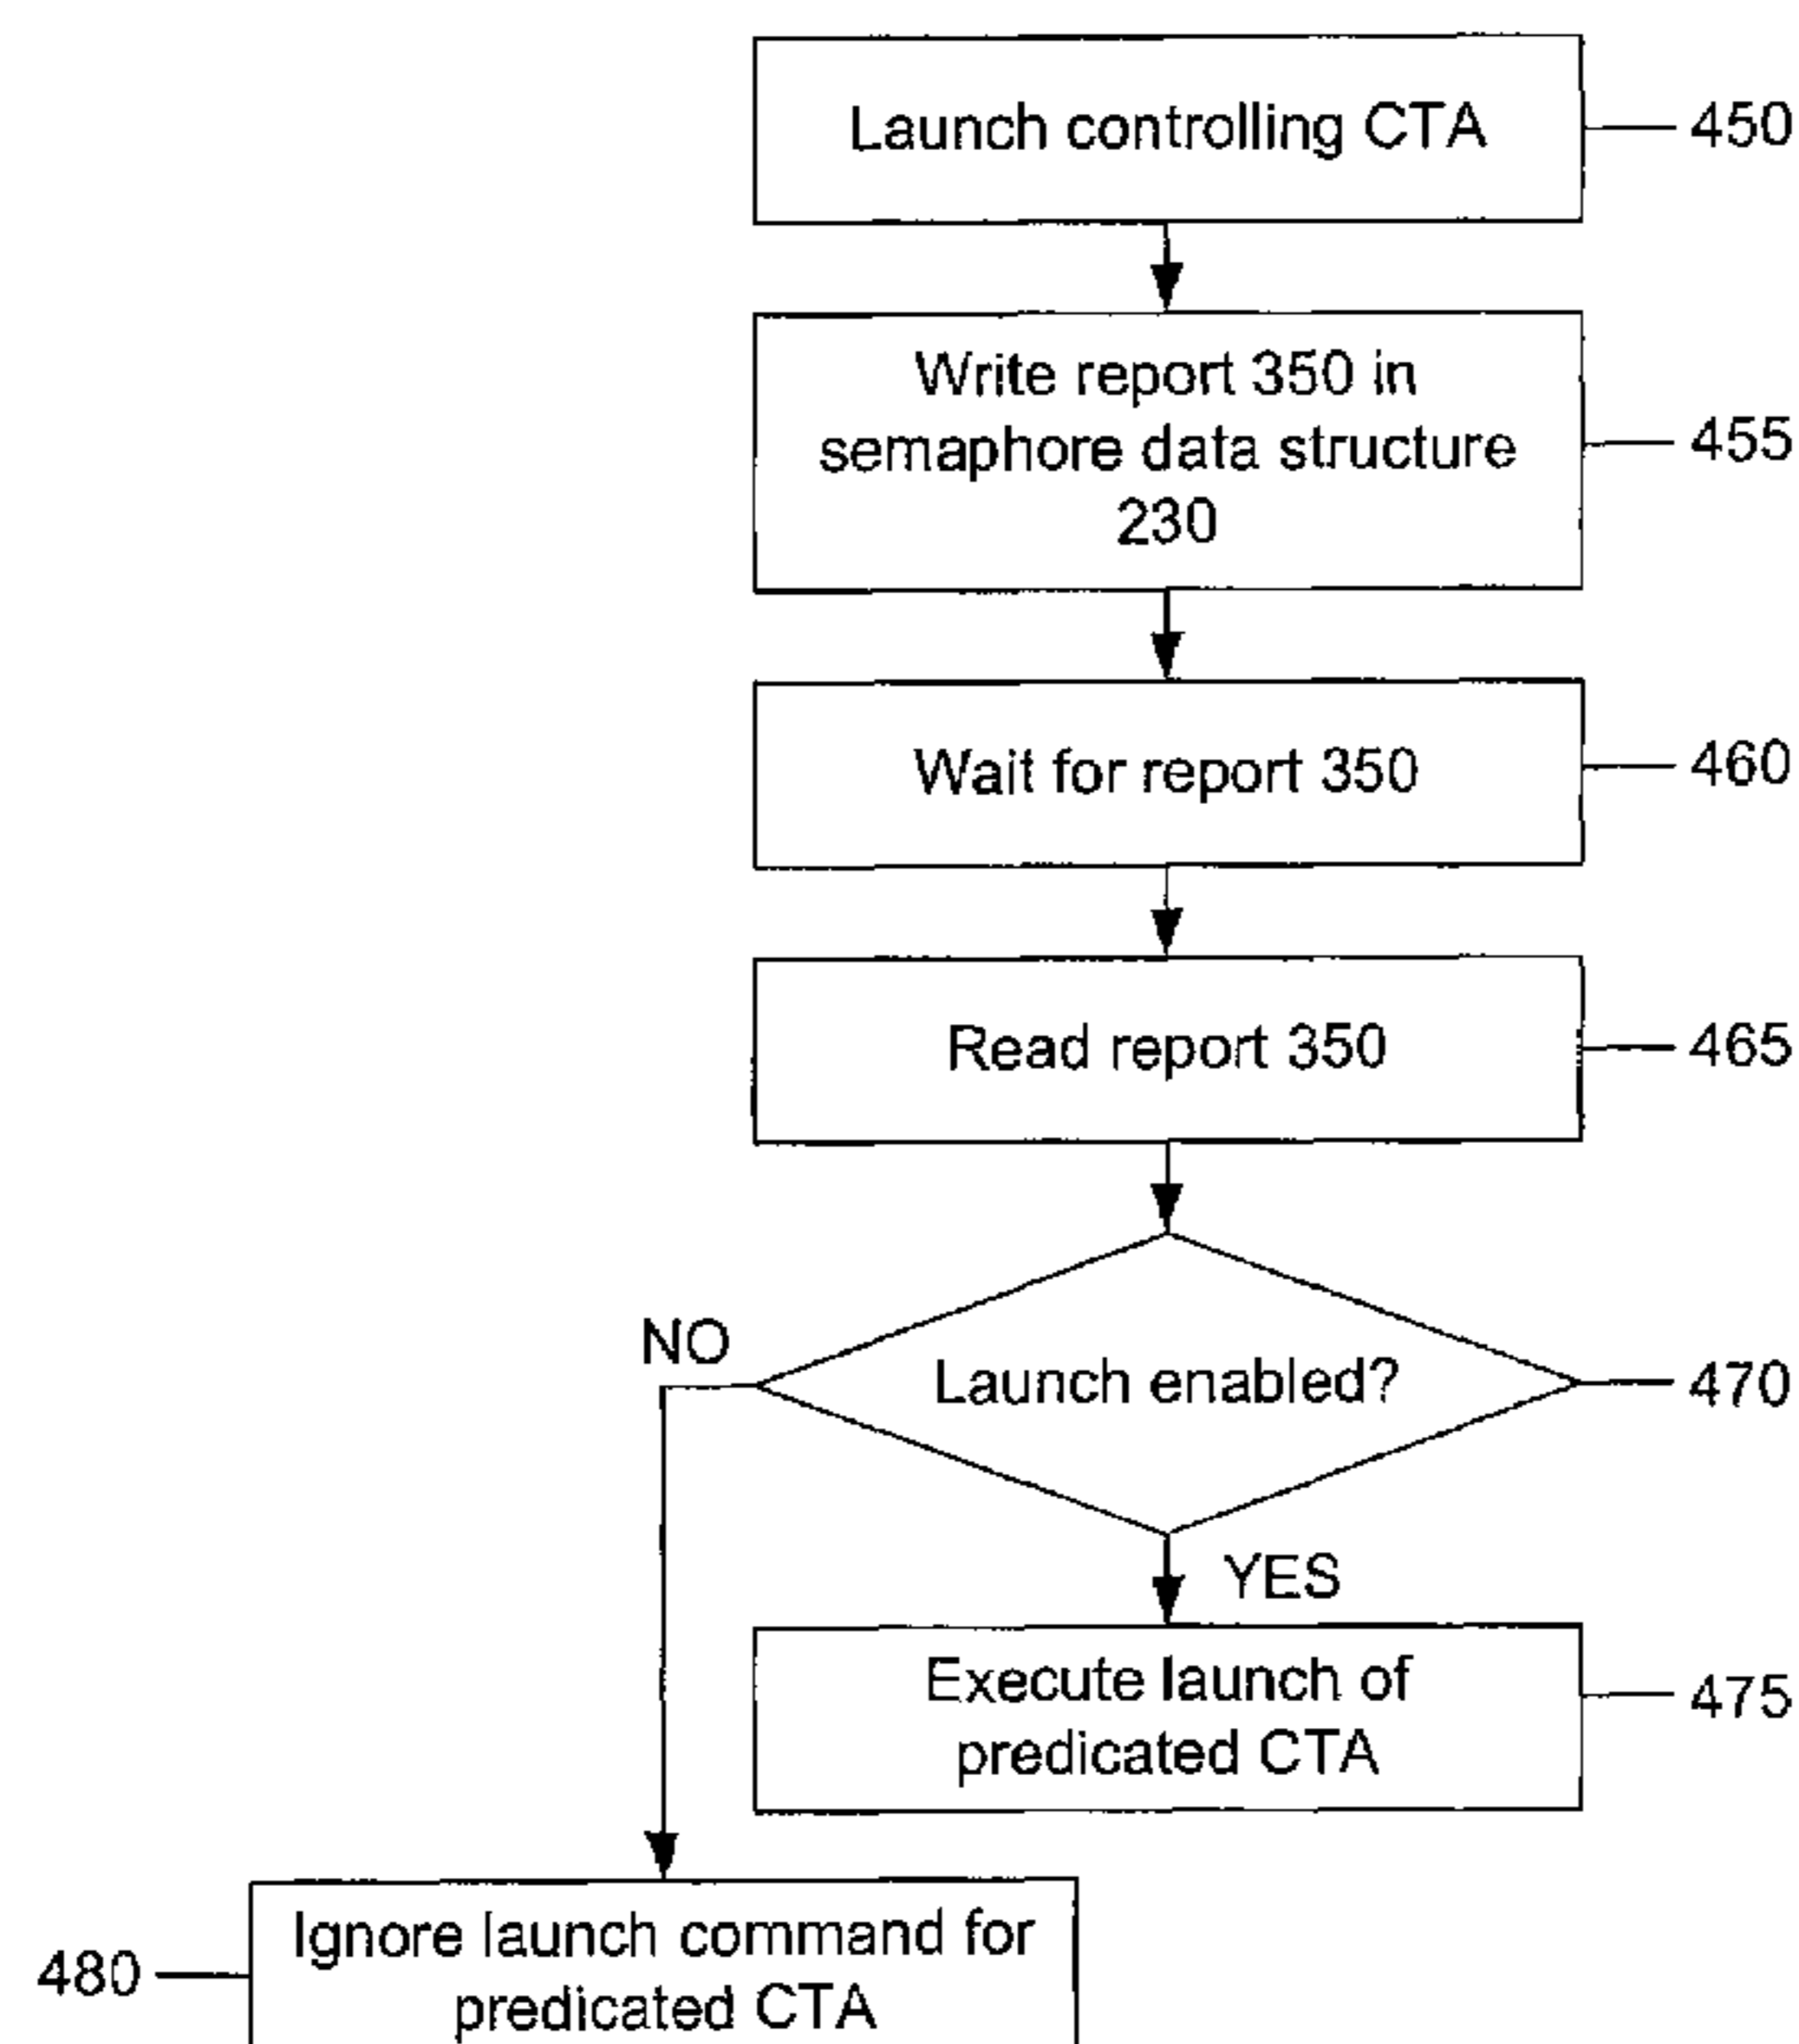 Launch controlling CTA
450
Write report 350 in
semaphore data structure
230
455
Wait for report 350
460
Read report 350
465
NO
Launch enabled?
470
YES
Execute launch of
predicated CTA
475
480
Ignore launch command for
predicated CTA